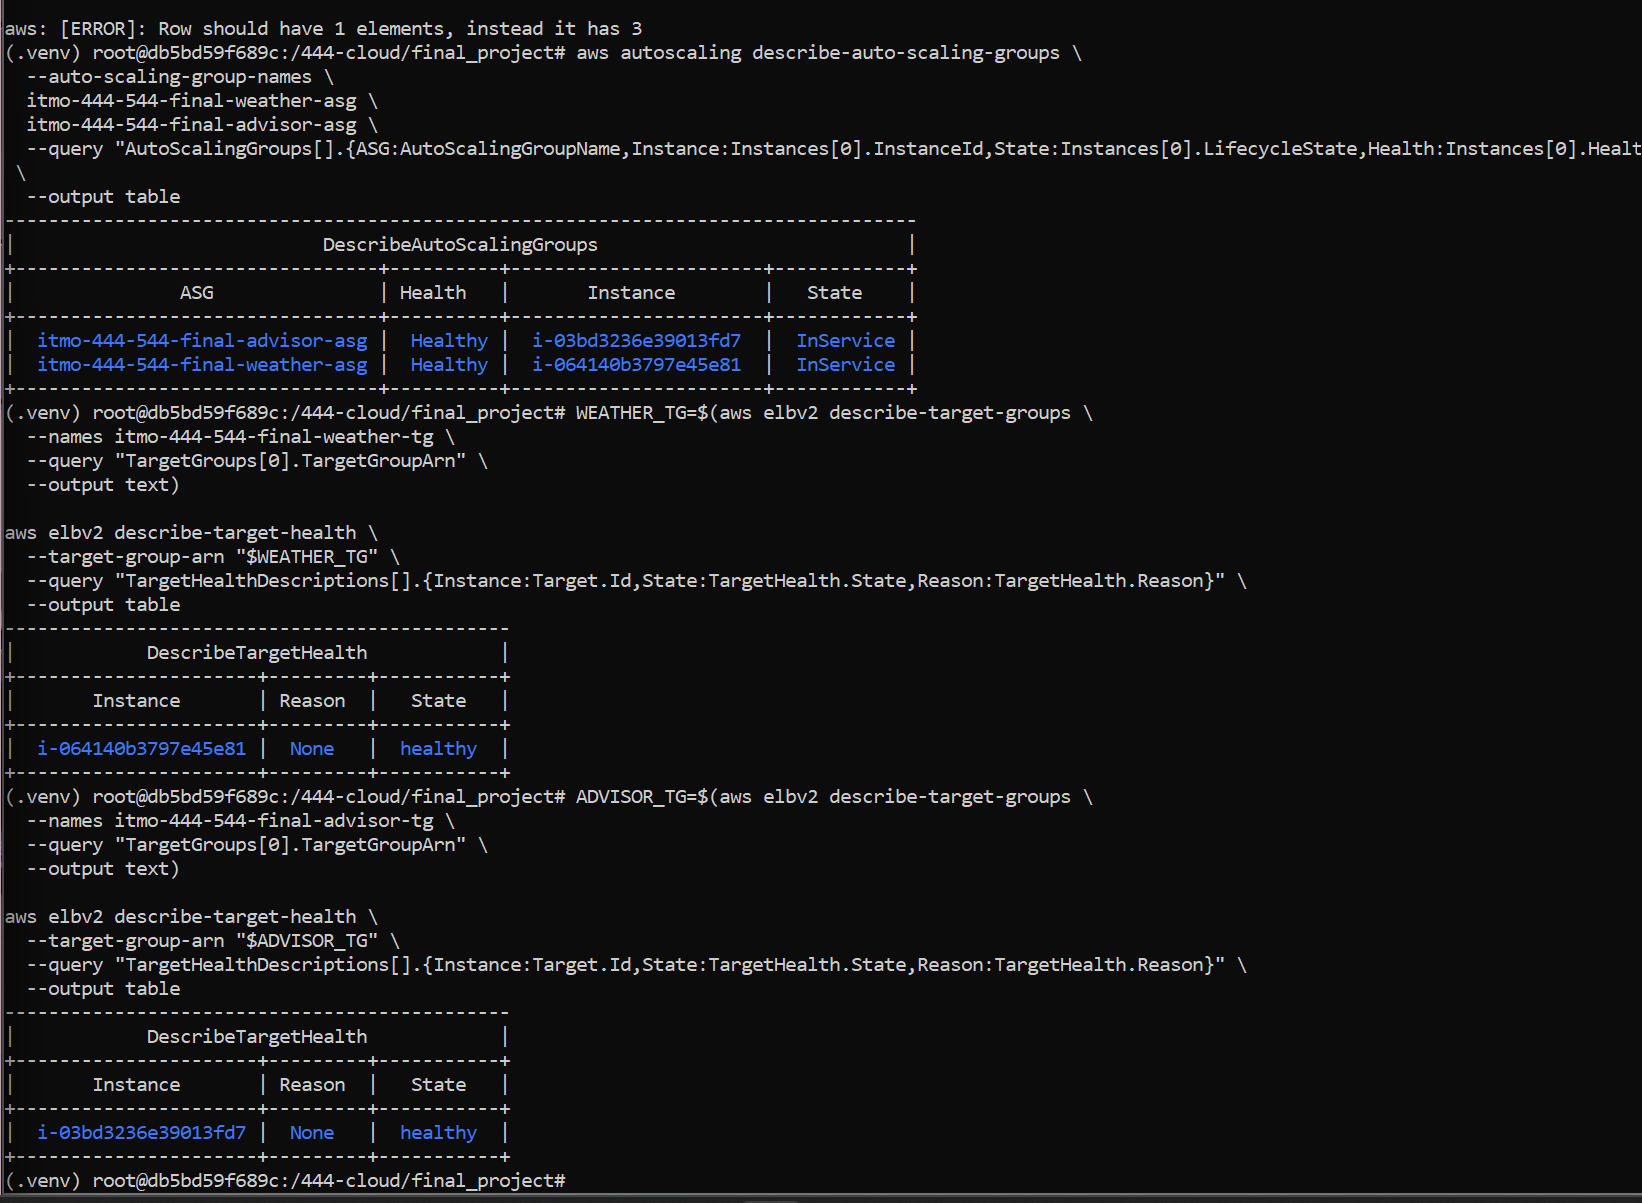 aws: [ERROR]: Row should have 1 elements, instead it has 3
(.venv) root@db5bd59f689c:/444-cloud/final_project# aws autoscaling describe-auto-scaling-groups \
  --auto-scaling-group-names \
  itmo-444-544-final-weather-asg \
  itmo-444-544-final-advisor-asg \
  --query "AutoScalingGroups[].{ASG:AutoScalingGroupName,Instance:Instances[0].InstanceId,State:Instances[0].LifecycleState,Health:Instances[0].Healt
 \
  --output table
-----------------------------------------------------------------------------------
|                            DescribeAutoScalingGroups                            |
+----------------------------------+----------+-----------------------+------------+
|               ASG               | Health   |       Instance        |   State    |
+----------------------------------+----------+-----------------------+------------+
|  itmo-444-544-final-advisor-asg |  Healthy |  i-03bd3236e39013fd7  |  InService |
|  itmo-444-544-final-weather-asg |  Healthy |  i-064140b3797e45e81  |  InService |
+----------------------------------+----------+-----------------------+------------+
(.venv) root@db5bd59f689c:/444-cloud/final_project# WEATHER_TG=$(aws elbv2 describe-target-groups \
  --names itmo-444-544-final-weather-tg \
  --query "TargetGroups[0].TargetGroupArn" \
  --output text)

aws elbv2 describe-target-health \
  --target-group-arn "$WEATHER_TG" \
  --query "TargetHealthDescriptions[].{Instance:Target.Id,State:TargetHealth.State,Reason:TargetHealth.Reason}" \
  --output table
----------------------------------------------
|            DescribeTargetHealth            |
+----------------------+---------+-----------+
|       Instance       | Reason  |   State   |
+----------------------+---------+-----------+
|  i-064140b3797e45e81 |  None   |  healthy  |
+----------------------+---------+-----------+
(.venv) root@db5bd59f689c:/444-cloud/final_project# ADVISOR_TG=$(aws elbv2 describe-target-groups \
  --names itmo-444-544-final-advisor-tg \
  --query "TargetGroups[0].TargetGroupArn" \
  --output text)

aws elbv2 describe-target-health \
  --target-group-arn "$ADVISOR_TG" \
  --query "TargetHealthDescriptions[].{Instance:Target.Id,State:TargetHealth.State,Reason:TargetHealth.Reason}" \
  --output table
----------------------------------------------
|            DescribeTargetHealth            |
+----------------------+---------+-----------+
|       Instance       | Reason  |   State   |
+----------------------+---------+-----------+
|  i-03bd3236e39013fd7 |  None   |  healthy  |
+----------------------+---------+-----------+
(.venv) root@db5bd59f689c:/444-cloud/final_project#